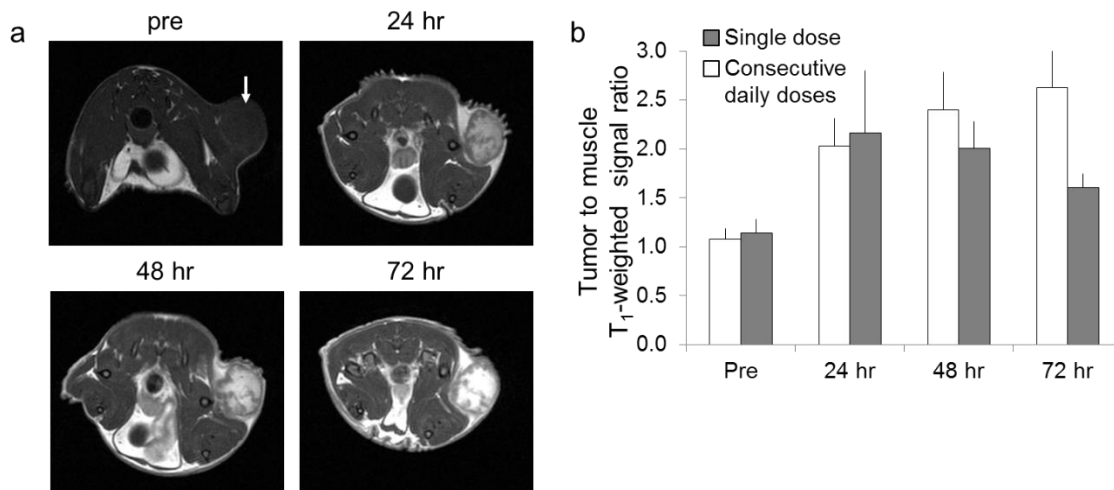 a
pre
24 hr
48 hr
72 hr
b
Single dose
Consecutive
daily doses
Tumor to muscle
T₁-weighted signal ratio
3.0
2.5
2.0
1.5
1.0
0.5
0.0
Pre
24 hr
48 hr
72 hr